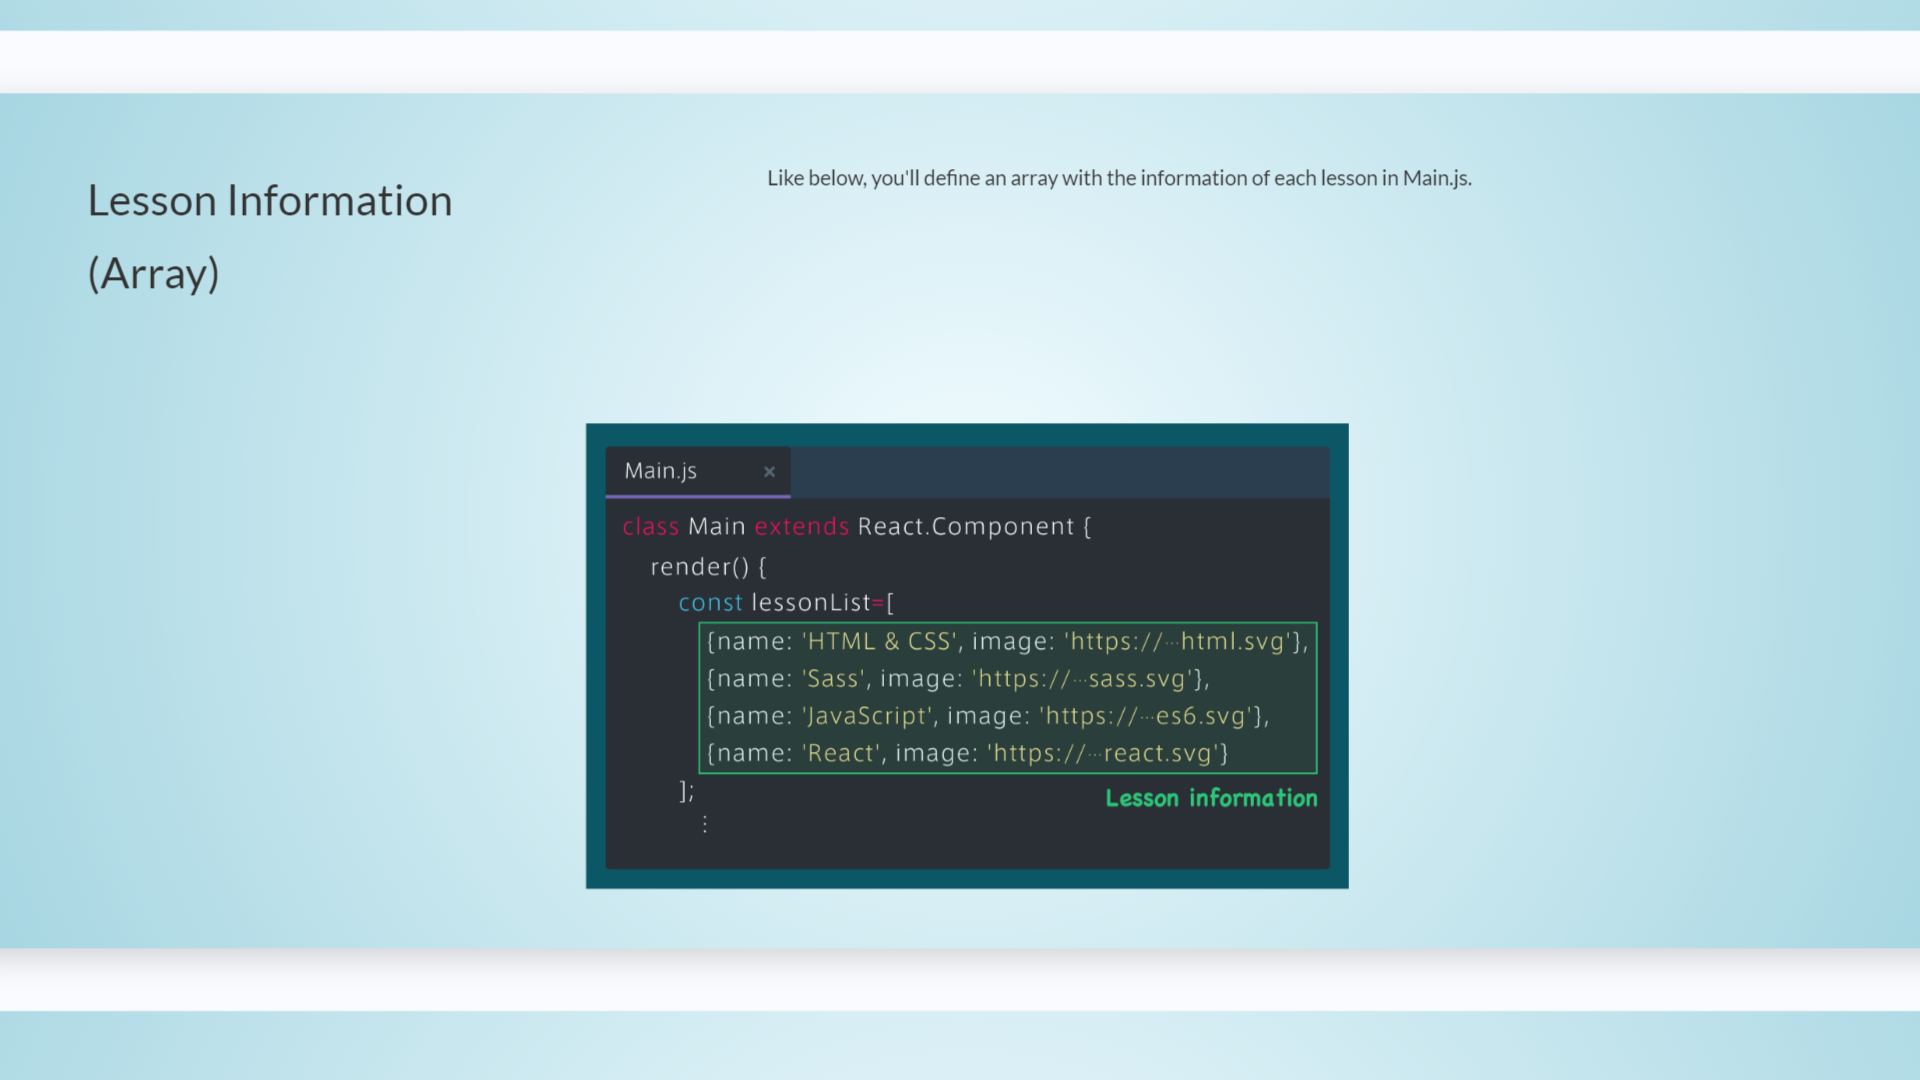 Lesson Information
(Array)
Like below, you'll define an array with the information of each lesson in Main.js.
Main.js ×
class Main extends React.Component {
render() {
const lessonList=[
{name: 'HTML & CSS', image: 'https://···html.svg'},
{name: 'Sass', image: 'https://···sass.svg'},
{name: 'JavaScript', image: 'https://···es6.svg'},
{name: 'React', image: 'https://···react.svg'}
];
Lesson information
⋮